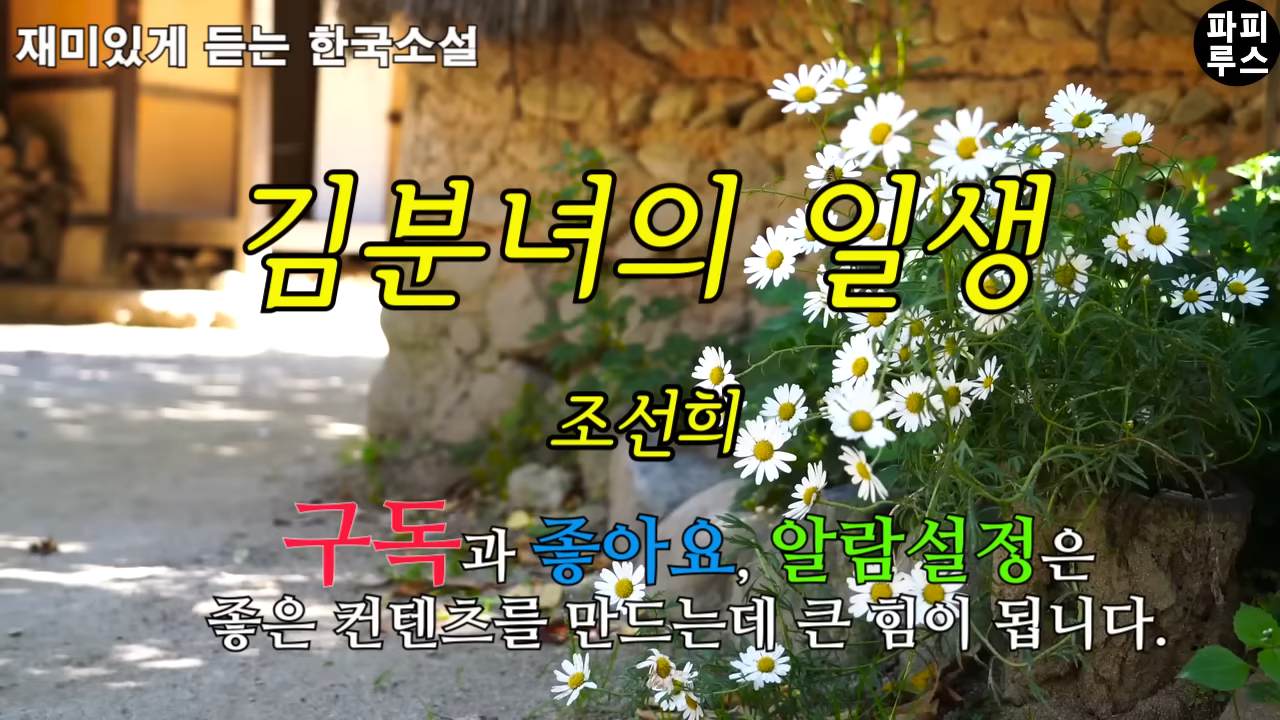 재미있게 듣는 한국소설
파피
루스
김분녀의 일생
조선희
구독과 좋아요, 알람설정은
좋은 컨텐츠를 만드는데 큰 힘이 됩니다.